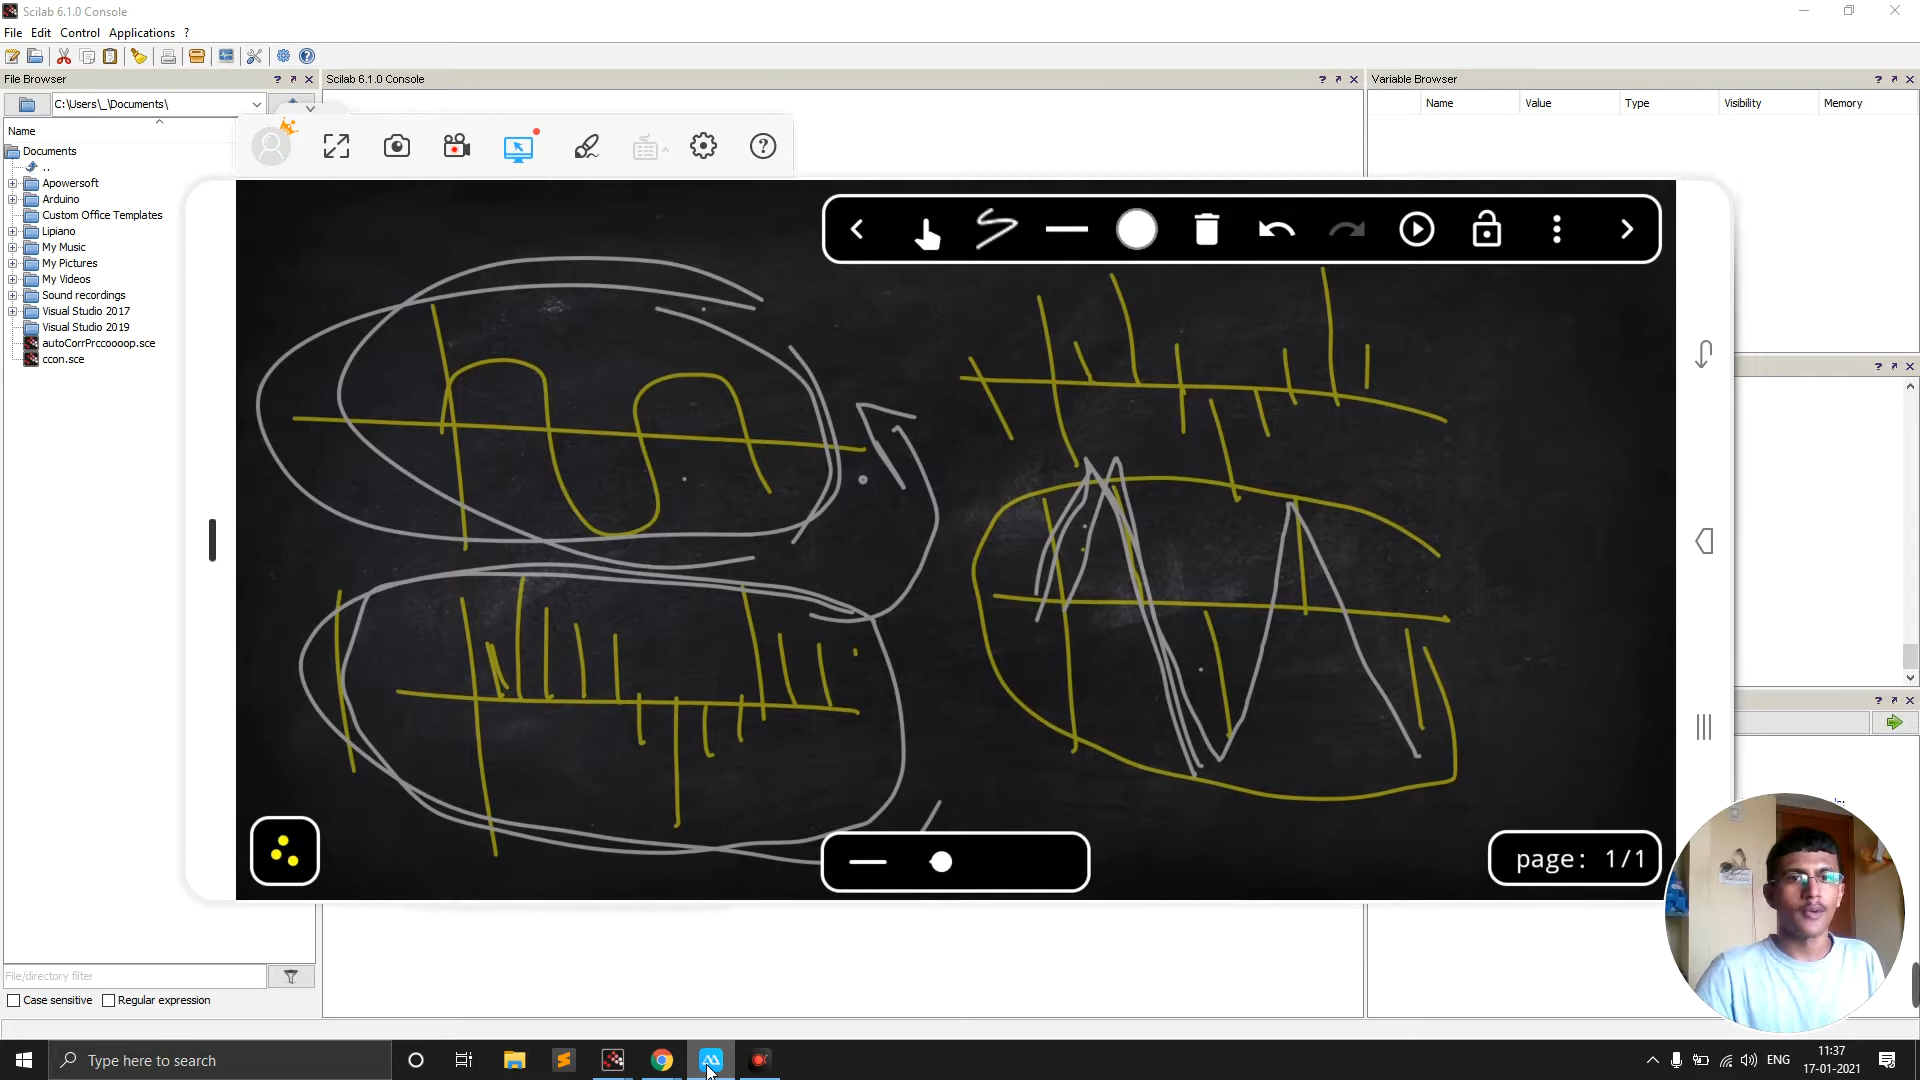 Scilab 6.1.0 Console
File Edit Control Applications ?
File Browser ? Scilab 6.1.0 Console ? Variable Browser ?
C:\Users\_\Documents\
Name Value Type Visibility Memory
Name
Documents
..
Apowersoft
Arduino
Custom Office Templates
Lipiano
My Music
My Pictures
My Videos
Sound recordings
Visual Studio 2017
Visual Studio 2019
autoCorrPrccoooop.sce
ccon.sce
?
?
page: 1/1
File/directory filter
Case sensitive Regular expression
Type here to search
ENG
11:37
17-01-2021